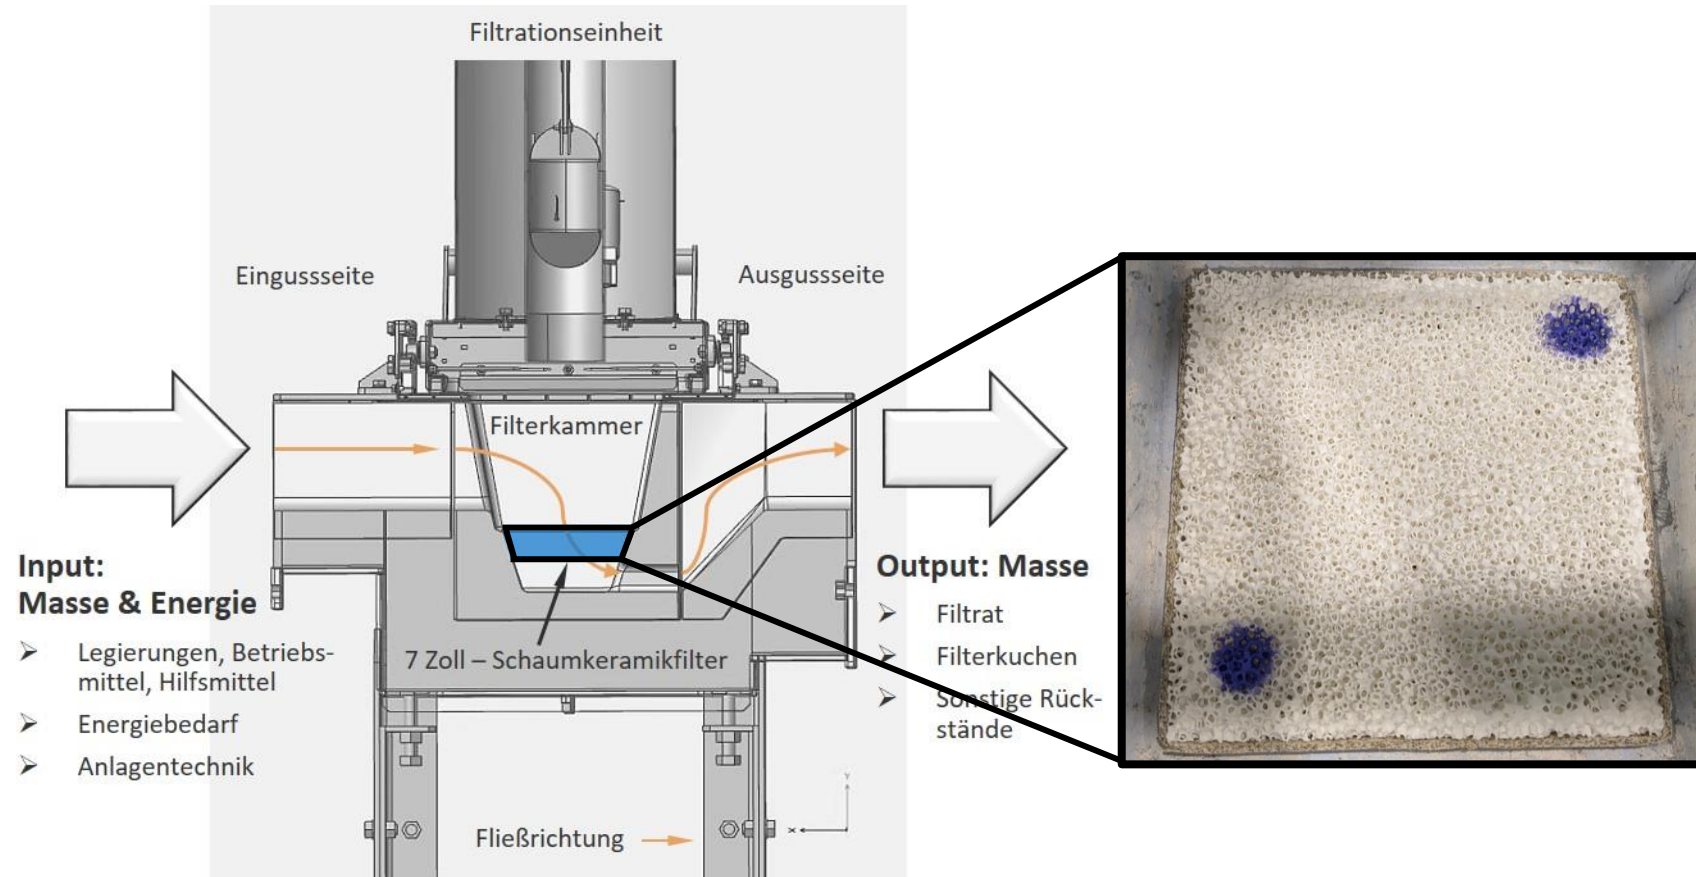 Filtrationseinheit
Eingussseite
Ausgussseite
Filterkammer
7 Zoll – Schaumkeramikfilter
Input:
Masse & Energie
➢ Legierungen, Betriebs-
mittel, Hilfsmittel
➢ Energiebedarf
➢ Anlagentechnik
Output: Masse
➢ Filtrat
➢ Filterkuchen
➢ Sonstige Rück-
stände
Fließrichtung
Y
X